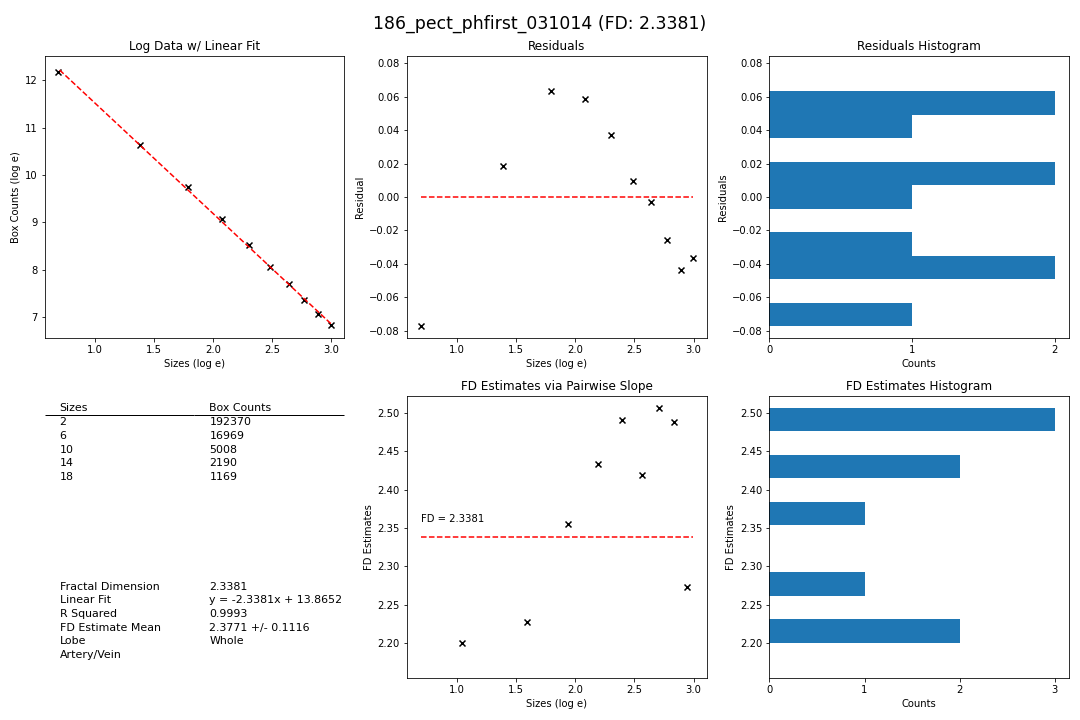 186_pect_phfirst_031014 (FD: 2.3381)
Log Data w/ Linear Fit
Box Counts (log e)
12
11
10
9
8
7
1.0 1.5 2.0 2.5 3.0
Sizes (log e)
Residuals
Residual
0.08
0.06
0.04
0.02
0.00
−0.02
−0.04
−0.06
−0.08
1.0 1.5 2.0 2.5 3.0
Sizes (log e)
Residuals Histogram
Residuals
0.08
0.06
0.04
0.02
0.00
−0.02
−0.04
−0.06
−0.08
0 1 2
Counts
Sizes Box Counts
2 192370
6 16969
10 5008
14 2190
18 1169
Fractal Dimension 2.3381
Linear Fit y = -2.3381x + 13.8652
R Squared 0.9993
FD Estimate Mean 2.3771 +/- 0.1116
Lobe Whole
Artery/Vein
FD Estimates via Pairwise Slope
FD Estimates
2.50
2.45
2.40
2.35
2.30
2.25
2.20
FD = 2.3381
1.0 1.5 2.0 2.5 3.0
Sizes (log e)
FD Estimates Histogram
FD Estimates
2.50
2.45
2.40
2.35
2.30
2.25
2.20
0 1 2 3
Counts